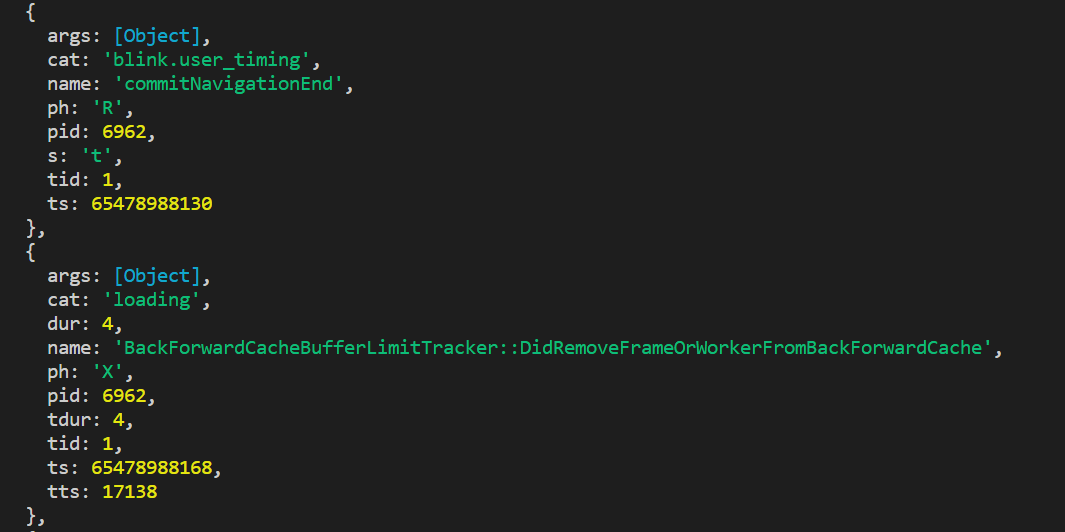 {
args: [Object],
cat: 'blink.user_timing',
name: 'commitNavigationEnd',
ph: 'R',
pid: 6962,
s: 't',
tid: 1,
ts: 65478988130
},
{
args: [Object],
cat: 'loading',
dur: 4,
name: 'BackForwardCacheBufferLimitTracker::DidRemoveFrameOrWorkerFromBackForwardCache',
ph: 'X',
pid: 6962,
tdur: 4,
tid: 1,
ts: 65478988168,
tts: 17138
},